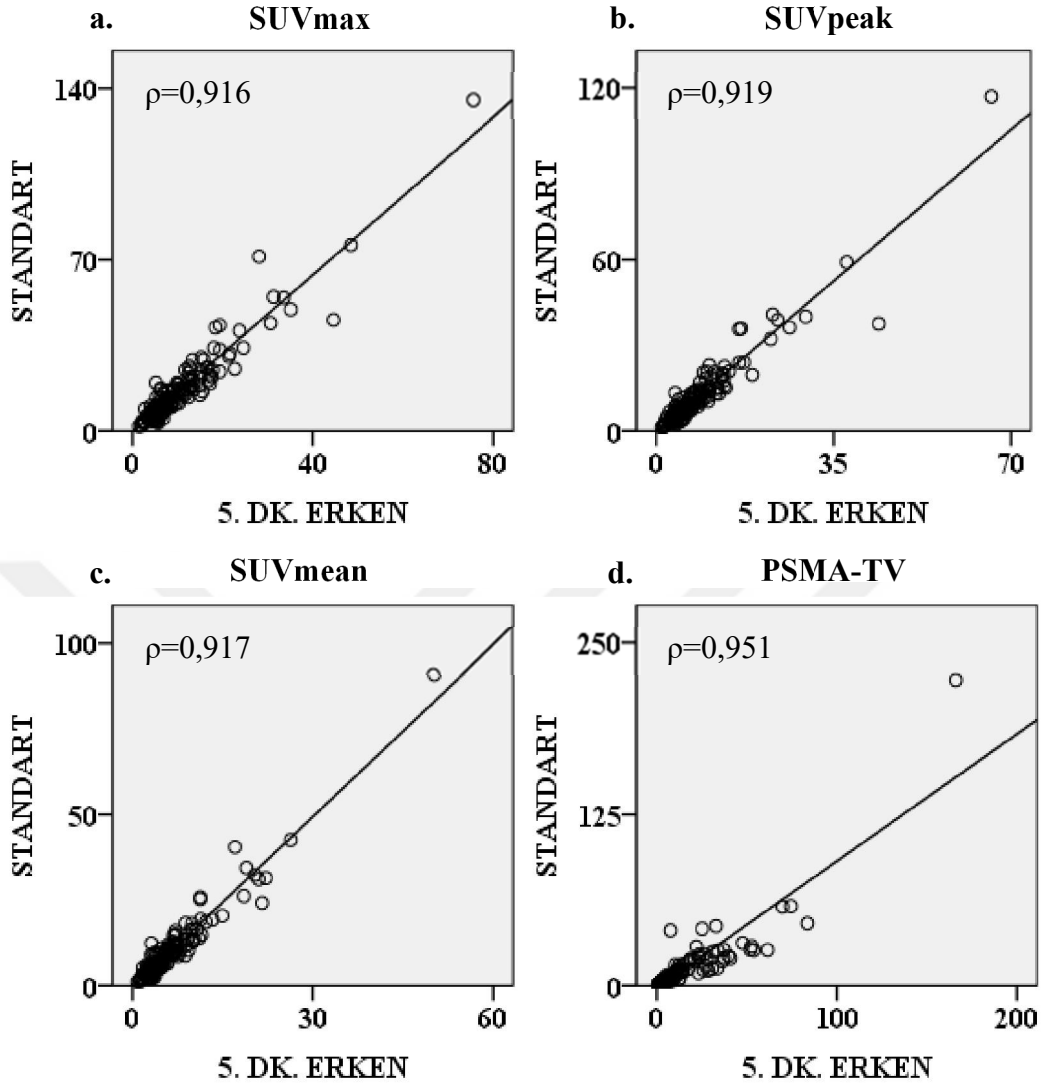 a. SUVmax
ρ=0,916
STANDART
140
70
0
0 40 80
5. DK. ERKEN
b. SUVpeak
ρ=0,919
STANDART
120
60
0
0 35 70
5. DK. ERKEN
c. SUVmean
ρ=0,917
STANDART
100
50
0
0 30 60
5. DK. ERKEN
d. PSMA-TV
ρ=0,951
STANDART
250
125
0
0 100 200
5. DK. ERKEN